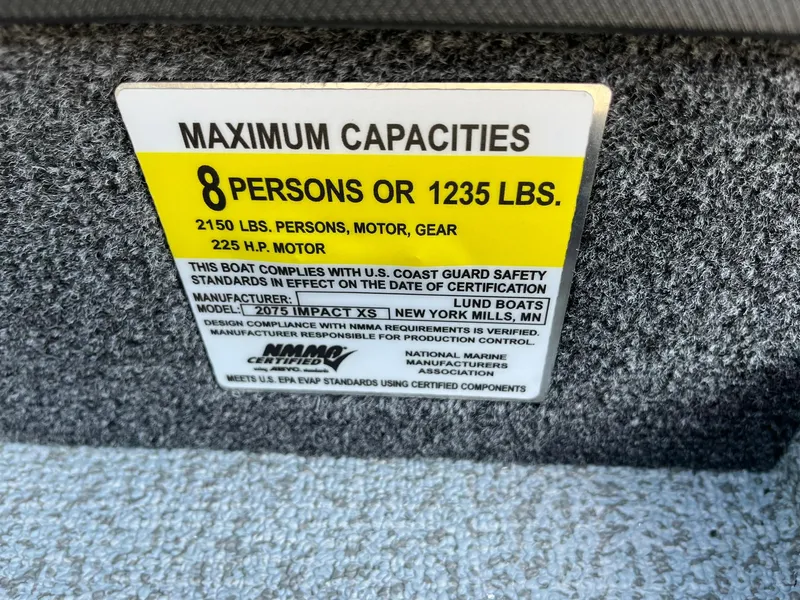 MAXIMUM CAPACITIES
8 PERSONS OR 1235 LBS.
2150 LBS. PERSONS, MOTOR, GEAR
225 H.P. MOTOR
THIS BOAT COMPLIES WITH U.S. COAST GUARD SAFETY
STANDARDS IN EFFECT ON THE DATE OF CERTIFICATION
MANUFACTURER: LUND BOATS
MODEL: 2075 IMPACT XS NEW YORK MILLS, MN
DESIGN COMPLIANCE WITH NMMA REQUIREMENTS IS VERIFIED.
MANUFACTURER RESPONSIBLE FOR PRODUCTION CONTROL.
NMMA
CERTIFIED
using ABYC standards
NATIONAL MARINE
MANUFACTURERS
ASSOCIATION
MEETS U.S. EPA EVAP STANDARDS USING CERTIFIED COMPONENTS